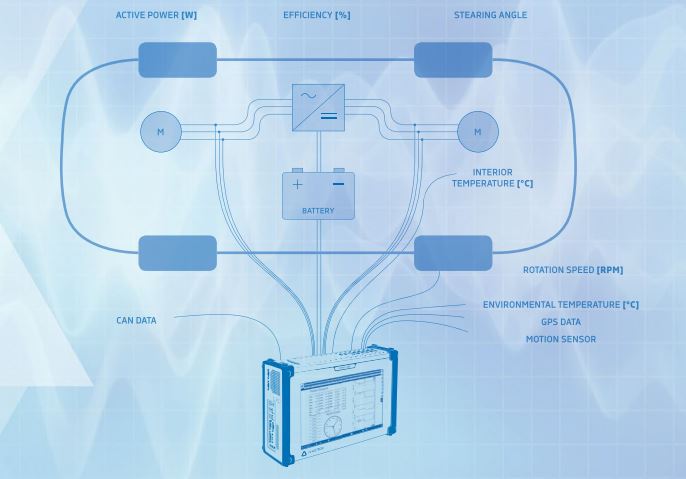 ACTIVE POWER [W]
EFFICIENCY [%]
STEARING ANGLE
M
M
INTERIOR
TEMPERATURE [°C]
BATTERY
ROTATION SPEED [RPM]
ENVIRONMENTAL TEMPERATURE [°C]
CAN DATA
GPS DATA
MOTION SENSOR